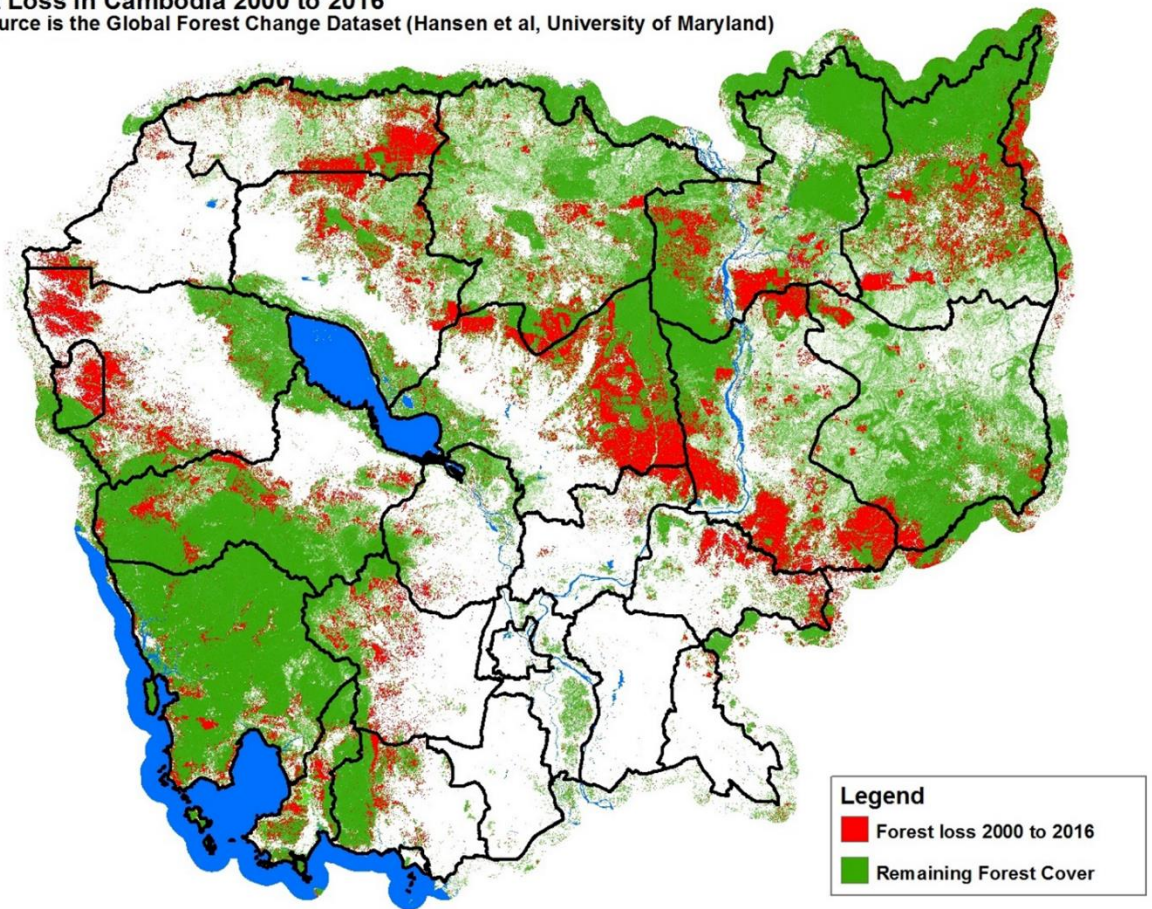 Loss in Cambodia 2000 to 2016
urce is the Global Forest Change Dataset (Hansen et al, University of Maryland)
Legend
Forest loss 2000 to 2016
Remaining Forest Cover